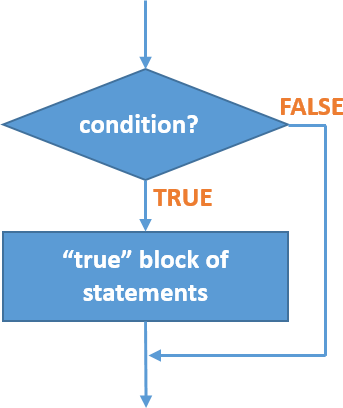 condition?
FALSE
TRUE
“true” block of
statements